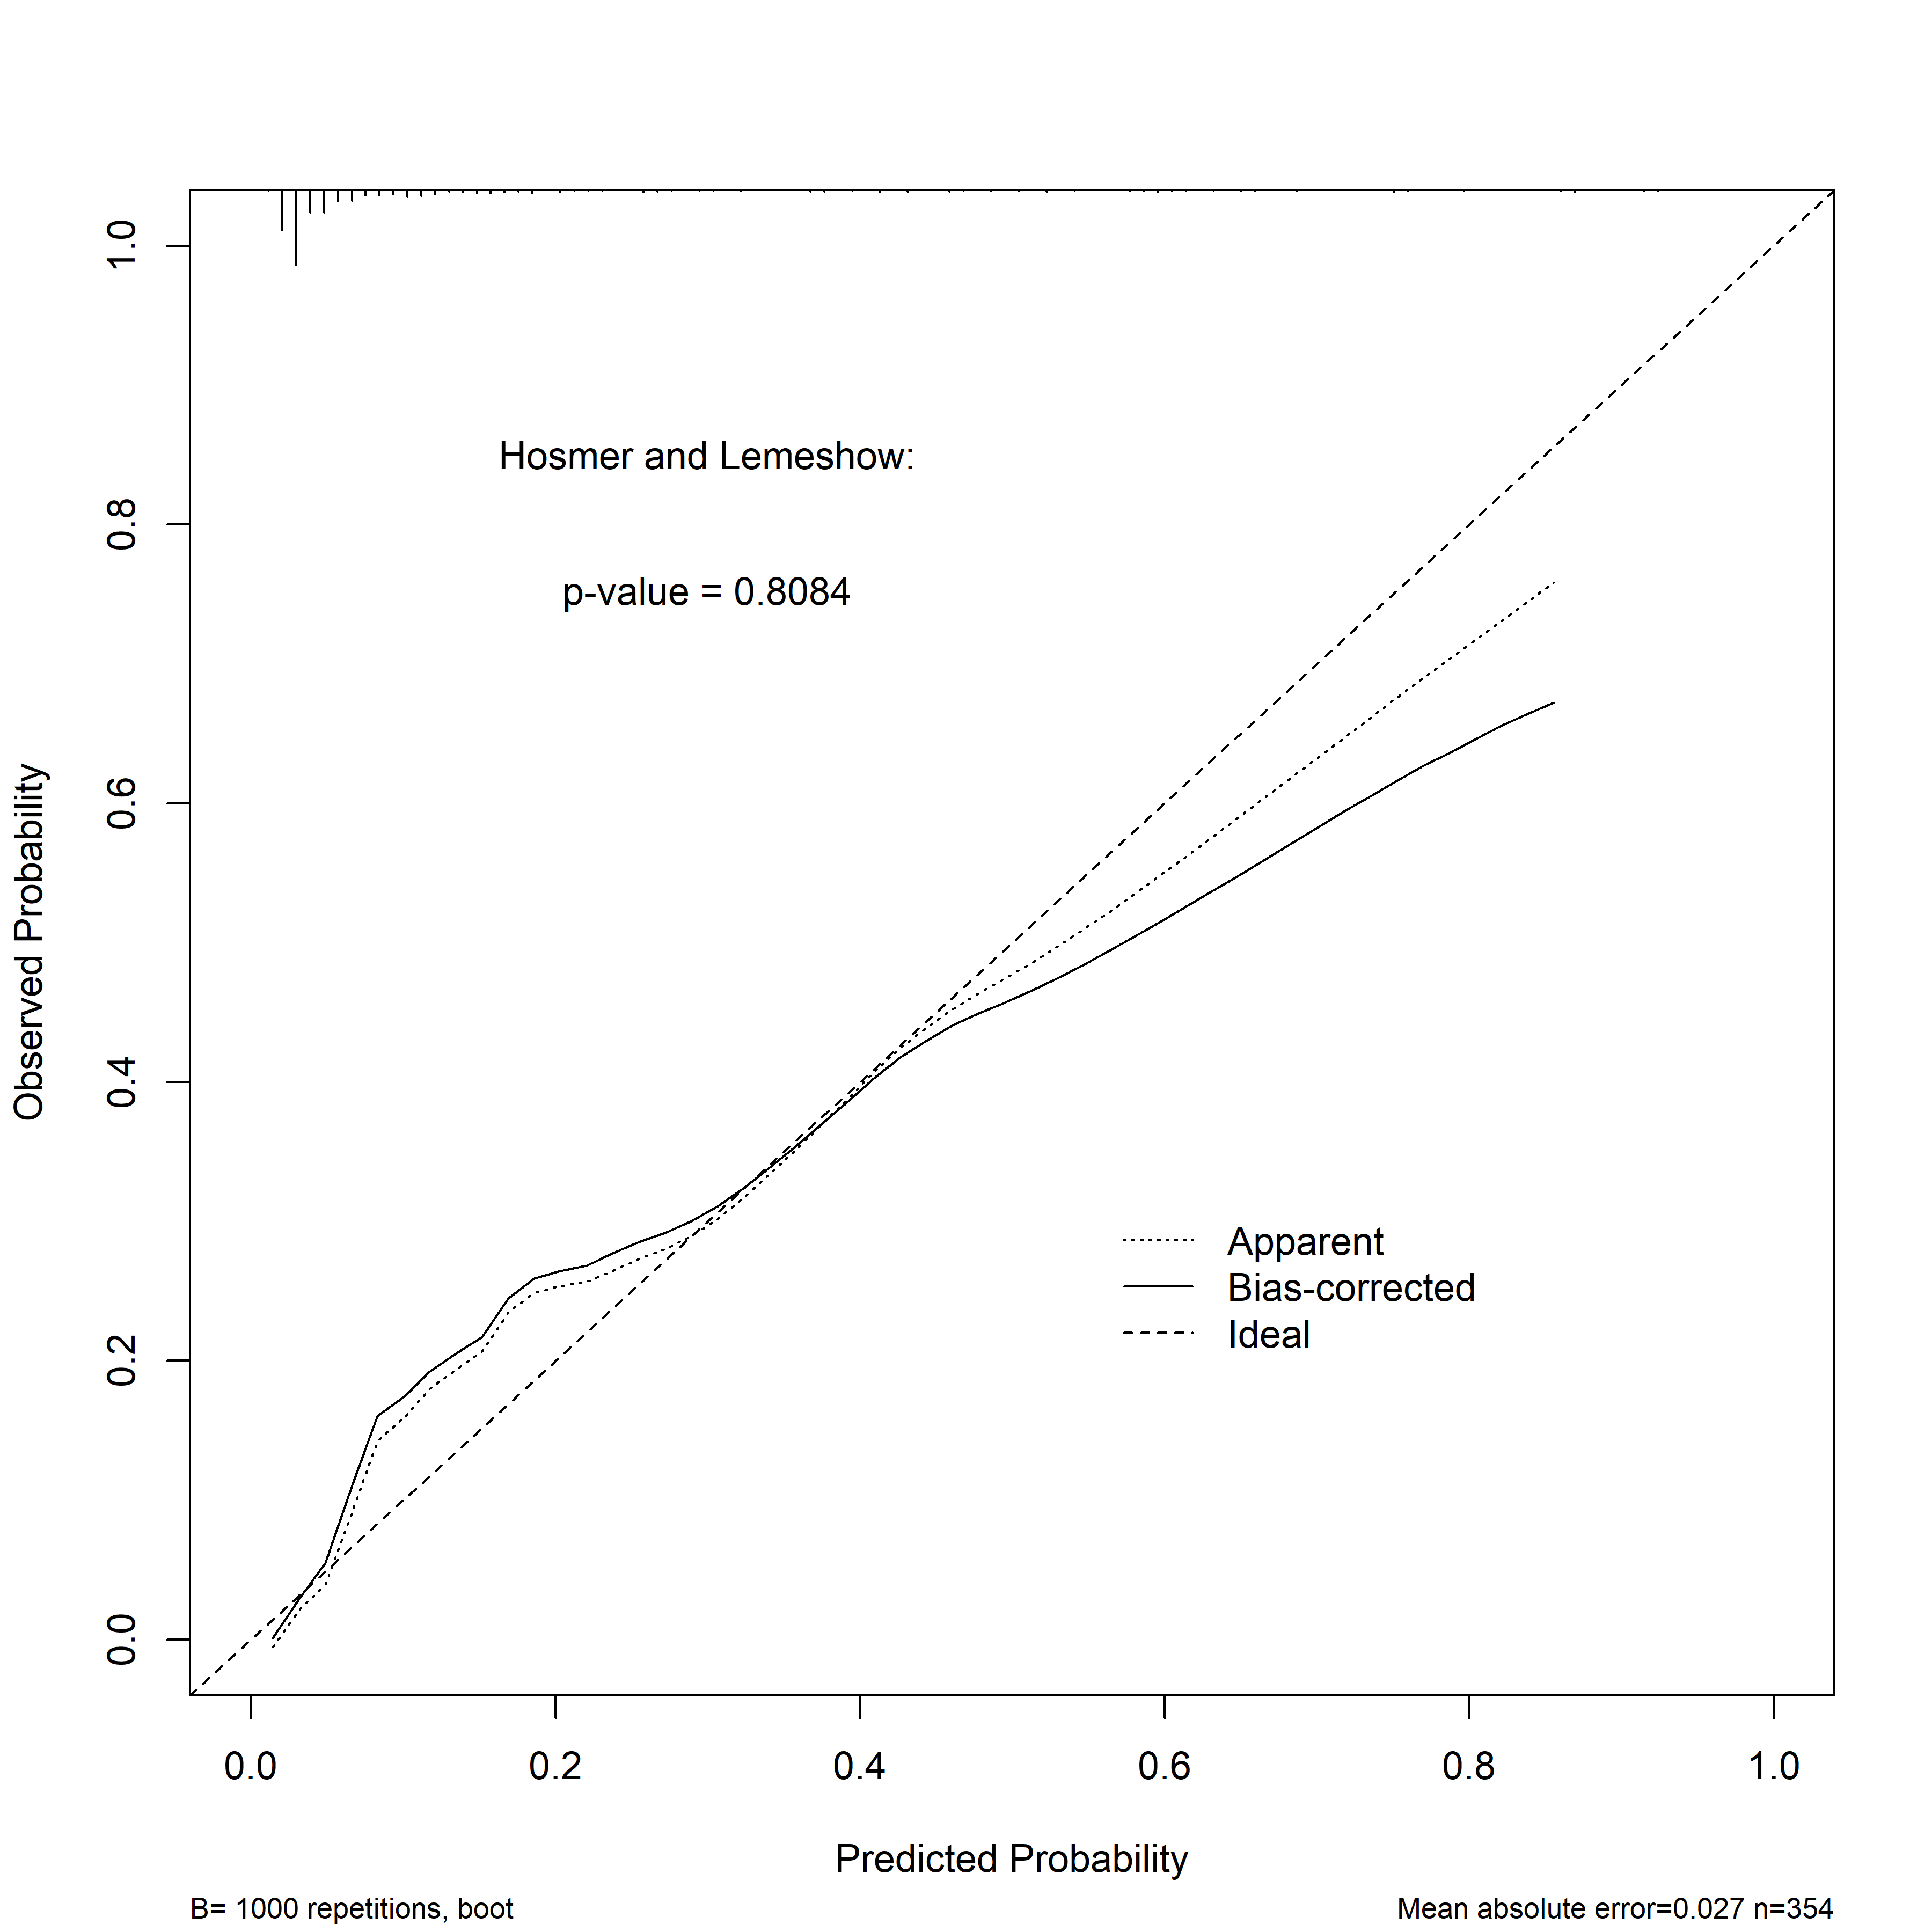 Hosmer and Lemeshow:
p-value = 0.8084
Observed Probability
1.0
0.8
0.6
0.4
0.2
0.0
Apparent
Bias-corrected
Ideal
0.0 0.2 0.4 0.6 0.8 1.0
Predicted Probability
B= 1000 repetitions, boot
Mean absolute error=0.027 n=354